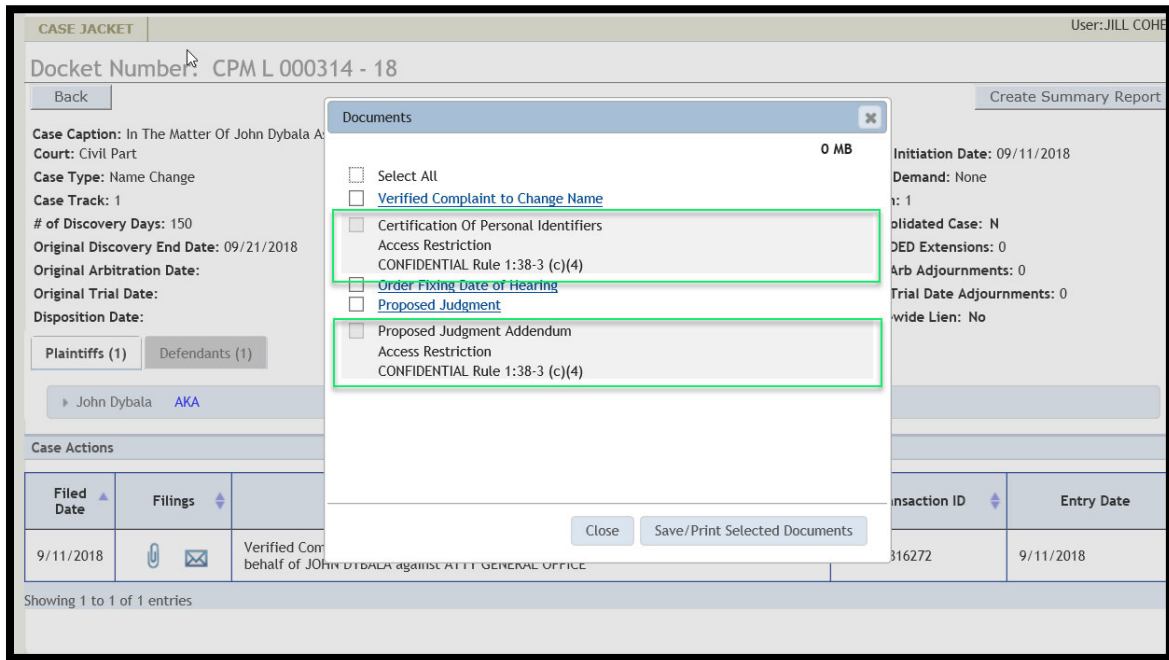 CASE JACKET
User:JILL COHE
Docket Number: CPM L 000314 - 18
Back
Create Summary Report
Case Caption: In The Matter Of John Dybala
Court: Civil Part
Initiation Date: 09/11/2018
Case Type: Name Change
Demand: None
Case Track: 1
: 1
# of Discovery Days: 150
Case: N
Original Discovery End Date: 09/21/2018
Extensions: 0
Original Arbitration Date:
Arb Adjournments: 0
Original Trial Date:
Trial Date Adjournments: 0
Disposition Date:
Lien: No
Plaintiffs (1)
Defendants (1)
John Dybala AKA
Documents
0 MB
Select All
Verified Complaint to Change Name
Certification Of Personal Identifiers
Access Restriction
CONFIDENTIAL Rule 1:38-3 (c)(4)
Order Fixing Date of Hearing
Proposed Judgment
Proposed Judgment Addendum
Access Restriction
CONFIDENTIAL Rule 1:38-3 (c)(4)
Close
Save/Print Selected Documents
Case Actions
Filed Date
Filings
ansaction ID
Entry Date
9/11/2018
Verified Com
behalf of JOHN DYBALA against ATTY GENERAL OFFICE
316272
9/11/2018
Showing 1 to 1 of 1 entries